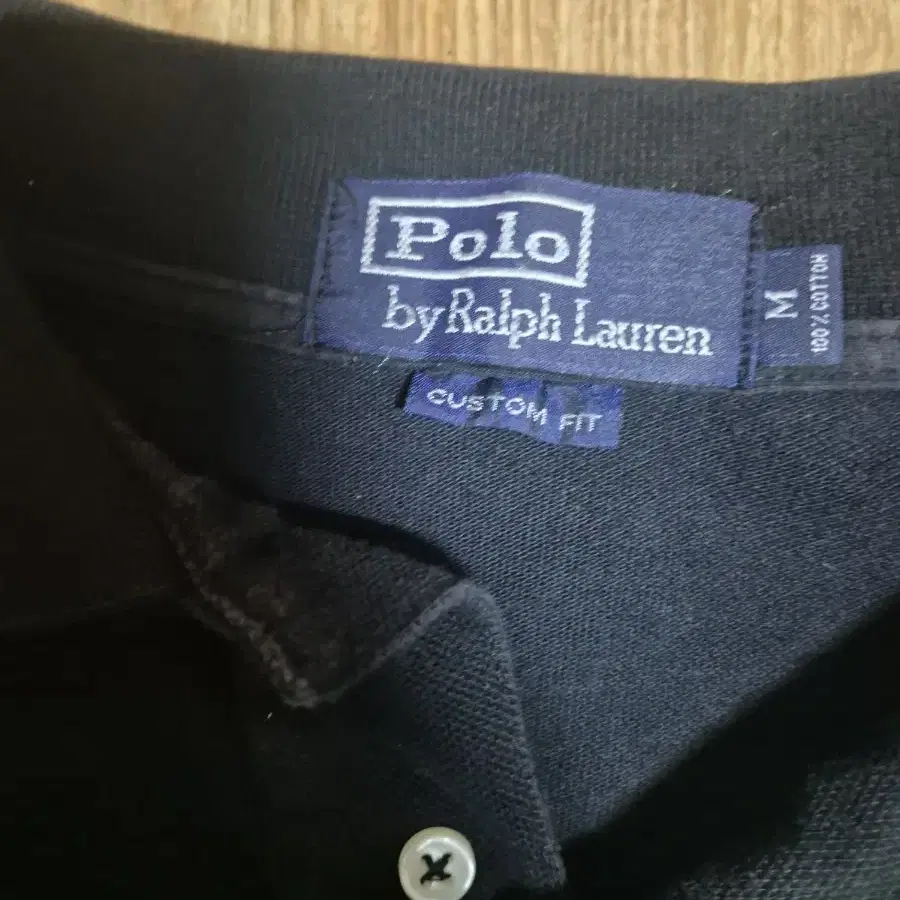 Polo
by Ralph Lauren
M
100% COTTON
CUSTOM FIT